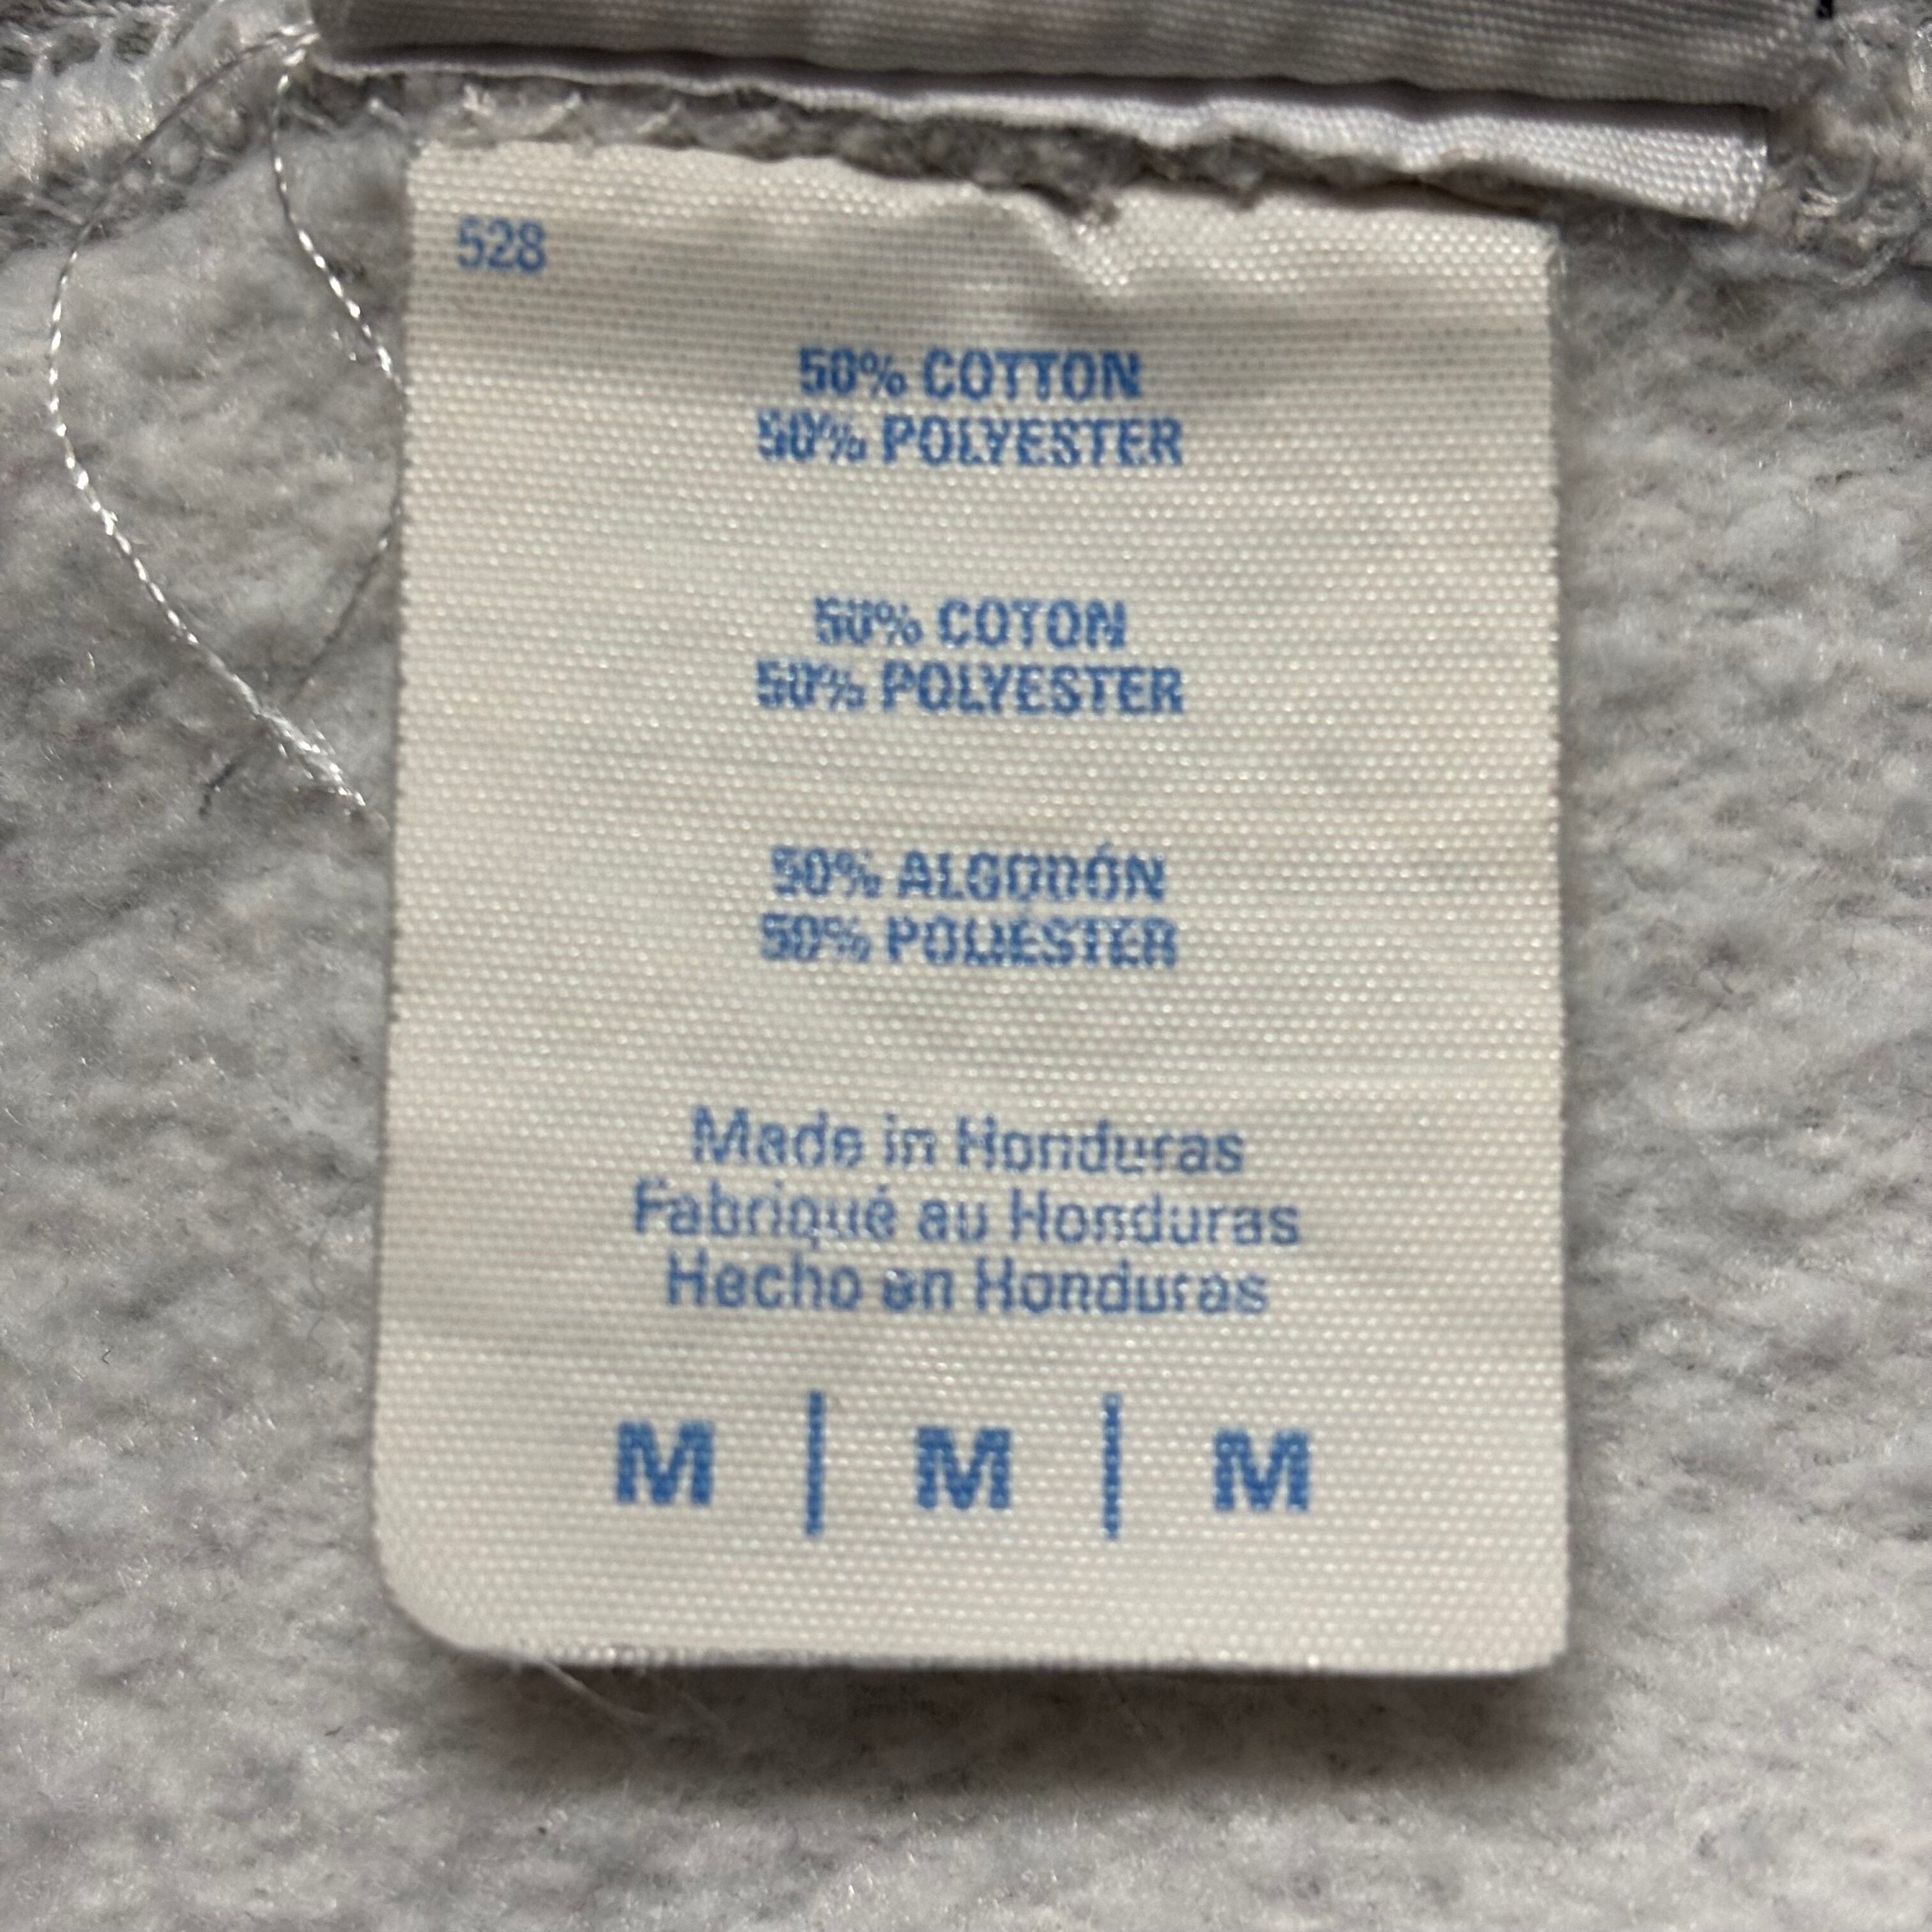 528
50% COTTON
50% POLYESTER
50% COTON
50% POLYESTER
50% ALGODÓN
50% POLIÉSTER
Made in Honduras
Fabriqué au Honduras
Hecho en Honduras
M | M | M